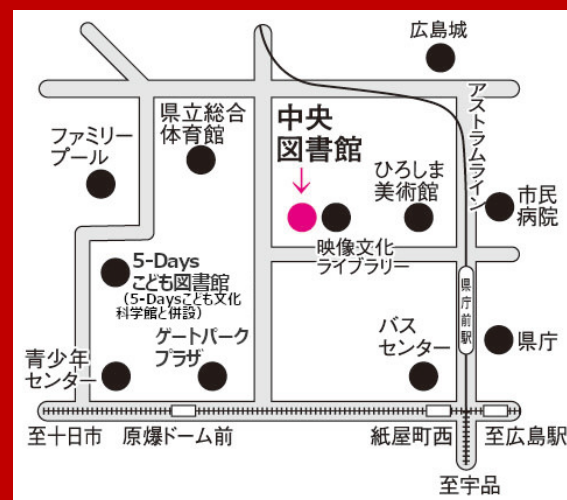 広島城
アストラムライン
県立総合
体育館
中央
図書館
ファミリー
プール
ひろしま
美術館
市民
病院
映像文化
ライブラリー
5-Days
こども図書館
(5-Daysこども文化
科学館と併設)
県庁前駅
ゲートパーク
プラザ
バス
センター
県庁
青少年
センター
至十日市
原爆ドーム前
紙屋町西
至広島駅
至宇品